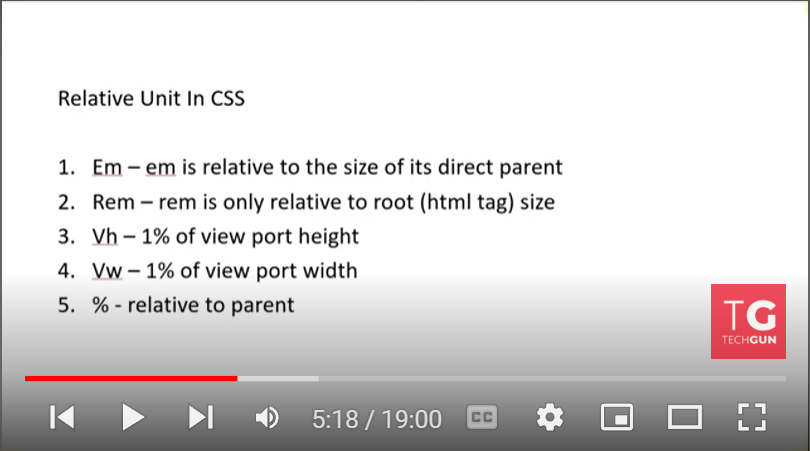 Relative Unit In CSS
1. Em – em is relative to the size of its direct parent
2. Rem – rem is only relative to root (html tag) size
3. Vh – 1% of view port height
4. Vw – 1% of view port width
5. % - relative to parent
TG
TECHGUN
5:18 / 19:00
CC